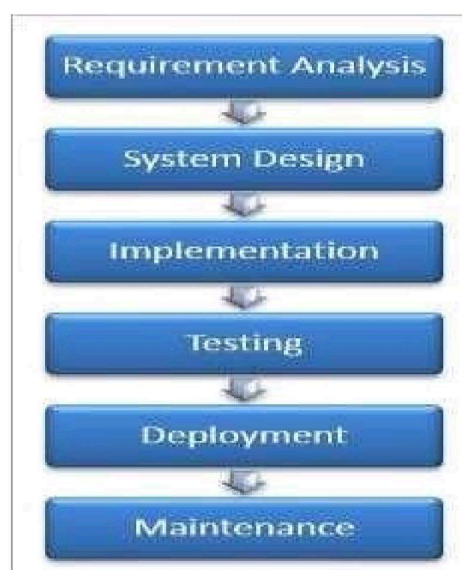 Requirement Analysis
System Design
Implementation
Testing
Deployment
Maintenance